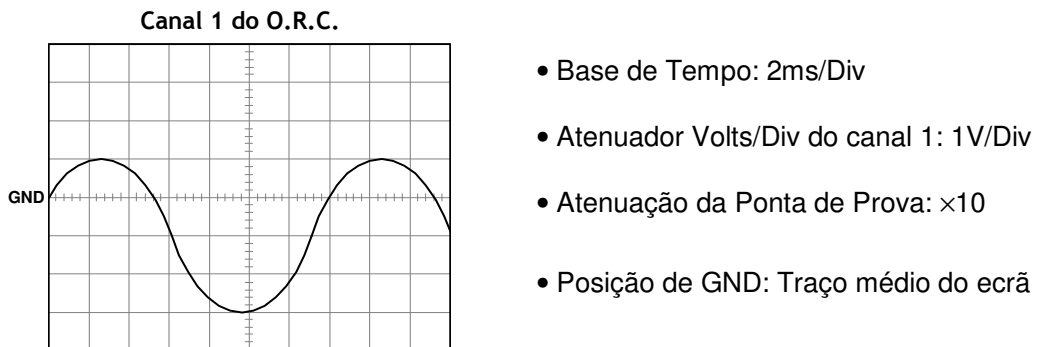 Canal 1 do O.R.C.
GND
• Base de Tempo: 2ms/Div
• Atenuador Volts/Div do canal 1: 1V/Div
• Atenuação da Ponta de Prova: ×10
• Posição de GND: Traço médio do ecrã